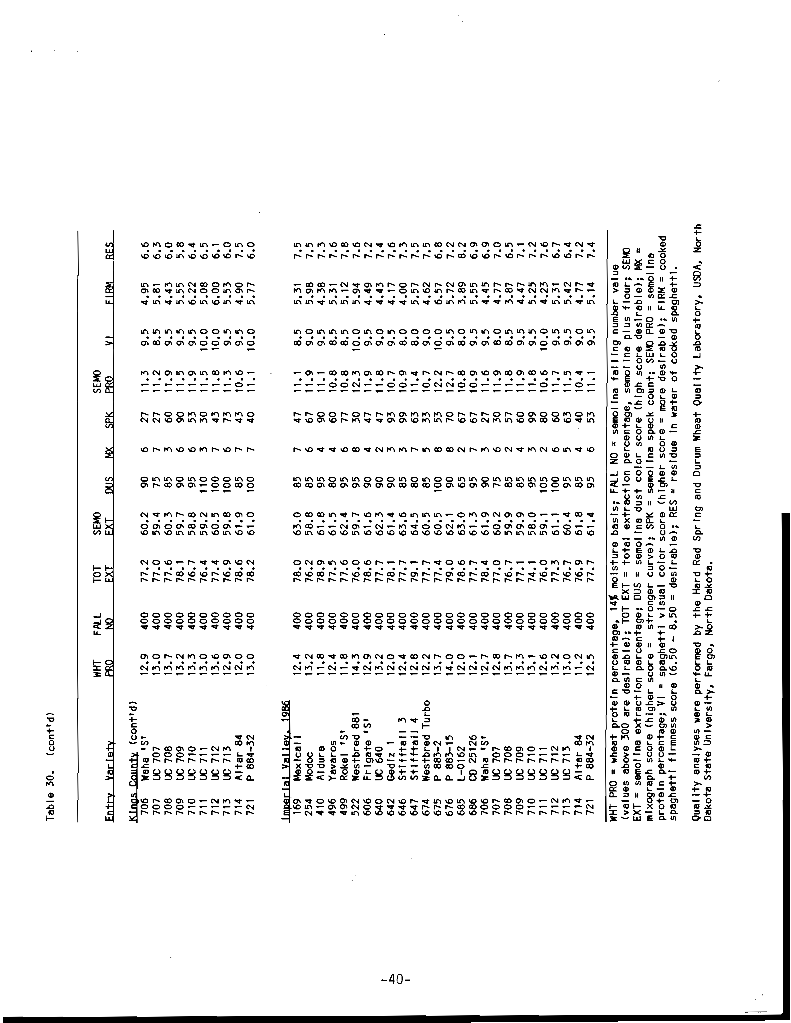 Table 30. (cont'd)
WHT FALL TOT SEMO SEMO
Entry Variety PRO NO EXT EXT DUS MX SPK PRO VI FIRM RES
Kings County (cont'd)
706 Waha 'S' 12.9 400 77.2 60.2 90 6 27 11.3 9.5 4.95 6.6
707 UC 707 13.0 400 77.0 59.4 75 7 27 11.2 8.5 5.81 6.3
708 UC 708 13.7 400 77.6 60.3 85 3 60 11.9 9.5 4.43 6.0
709 UC 709 13.2 400 78.1 59.7 90 6 90 11.5 9.5 5.55 5.8
710 UC 710 13.3 400 76.7 58.8 95 6 53 11.9 9.5 6.22 6.4
711 UC 711 13.0 400 76.4 59.2 110 3 30 11.5 10.0 5.08 6.5
712 UC 712 13.6 400 77.4 60.5 100 7 43 11.8 10.0 6.00 6.1
713 UC 713 12.9 400 76.9 59.8 100 6 73 11.3 9.5 5.53 6.0
714 Altar 84 12.0 400 78.6 61.9 85 7 43 10.6 9.5 4.90 7.5
721 P 884-32 13.0 400 78.2 61.0 100 7 40 11.1 10.0 5.77 6.0
Imperial Valley, 1986
169 Mexicali 12.4 400 78.0 63.0 85 7 47 11.1 8.5 5.31 7.5
254 Modoc 13.2 400 76.2 58.8 85 6 67 11.9 9.0 5.98 7.5
410 Aldura 11.8 400 78.9 61.8 95 4 90 11.1 9.5 4.38 7.3
496 Yavaros 12.4 400 77.5 61.5 80 4 60 10.8 8.5 5.31 7.6
499 Rokel 'S' 11.8 400 77.6 62.4 95 6 77 10.8 8.5 5.12 7.8
522 Westbred 881 14.3 400 76.0 59.7 95 8 30 12.3 10.0 5.94 7.6
606 Frigate 'S' 12.9 400 78.6 61.6 90 4 47 11.9 9.5 4.49 7.2
640 UC 640 13.2 400 77.7 62.3 90 2 47 11.8 9.0 4.43 7.4
642 Gediz 1 12.0 400 78.1 61.4 90 3 93 10.7 9.5 4.17 7.6
646 Stifftail 3 12.4 400 77.7 63.6 85 3 99 10.9 8.0 4.00 7.3
647 Stifftail 4 12.8 400 79.1 64.5 80 7 63 11.4 8.0 5.57 7.5
674 Westbred Turbo 12.2 400 77.7 60.5 85 5 33 10.7 9.0 4.62 7.5
675 P 883-2 13.7 400 77.4 60.5 100 8 53 12.2 10.0 6.57 6.8
676 P 883-15 14.0 400 79.0 62.1 90 8 70 12.7 9.5 5.72 7.2
685 L-0162 12.0 400 78.6 63.0 65 2 67 10.8 8.0 3.89 8.2
686 CD 25126 12.1 400 77.7 61.3 95 7 67 10.9 9.5 5.55 6.9
706 Waha 'S' 12.7 400 78.4 61.9 90 3 27 11.6 9.5 4.45 6.9
707 UC 707 12.8 400 77.0 60.2 75 6 30 11.9 8.0 4.77 7.0
708 UC 708 13.7 400 76.7 59.9 85 2 57 11.8 8.5 3.87 6.5
709 UC 709 13.3 400 77.1 59.9 85 4 60 11.9 9.5 4.47 7.1
710 UC 710 13.1 400 74.1 58.0 95 3 99 11.8 9.5 5.25 7.2
711 UC 711 12.6 400 76.0 59.1 105 2 80 10.6 10.0 4.23 7.6
712 UC 712 13.2 400 77.3 61.1 100 6 60 11.7 9.5 5.31 6.7
713 UC 713 13.0 400 76.7 60.4 95 5 63 11.5 9.5 5.42 6.4
714 Altar 84 11.2 400 76.9 61.8 85 4 40 10.4 9.0 4.77 7.2
721 P 884-32 12.5 400 77.7 61.4 95 6 53 11.1 9.5 5.14 7.4
WHT PRO = wheat protein percentage, 14% moisture basis; FALL NO = semolina falling number value
(values above 300 are desirable); TOT EXT = total extraction percentage, semolina plus flour; SEMO
EXT = semolina extraction percentage; DUS = semolina dust color score (high score desirable); MX =
mixograph score (higher score = stronger curve); SPK = semolina speck count; SEMO PRO = semolina
protein percentage; VI = spaghetti visual color score (higher score = more desirable); FIRM = cooked
spaghetti firmness score (6.50 - 8.50 = desirable); RES = residue in water of cooked spaghetti.
Quality analyses were performed by the Hard Red Spring and Durum Wheat Quality Laboratory, USDA, North
Dakota State University, Fargo, North Dakota.
-40-